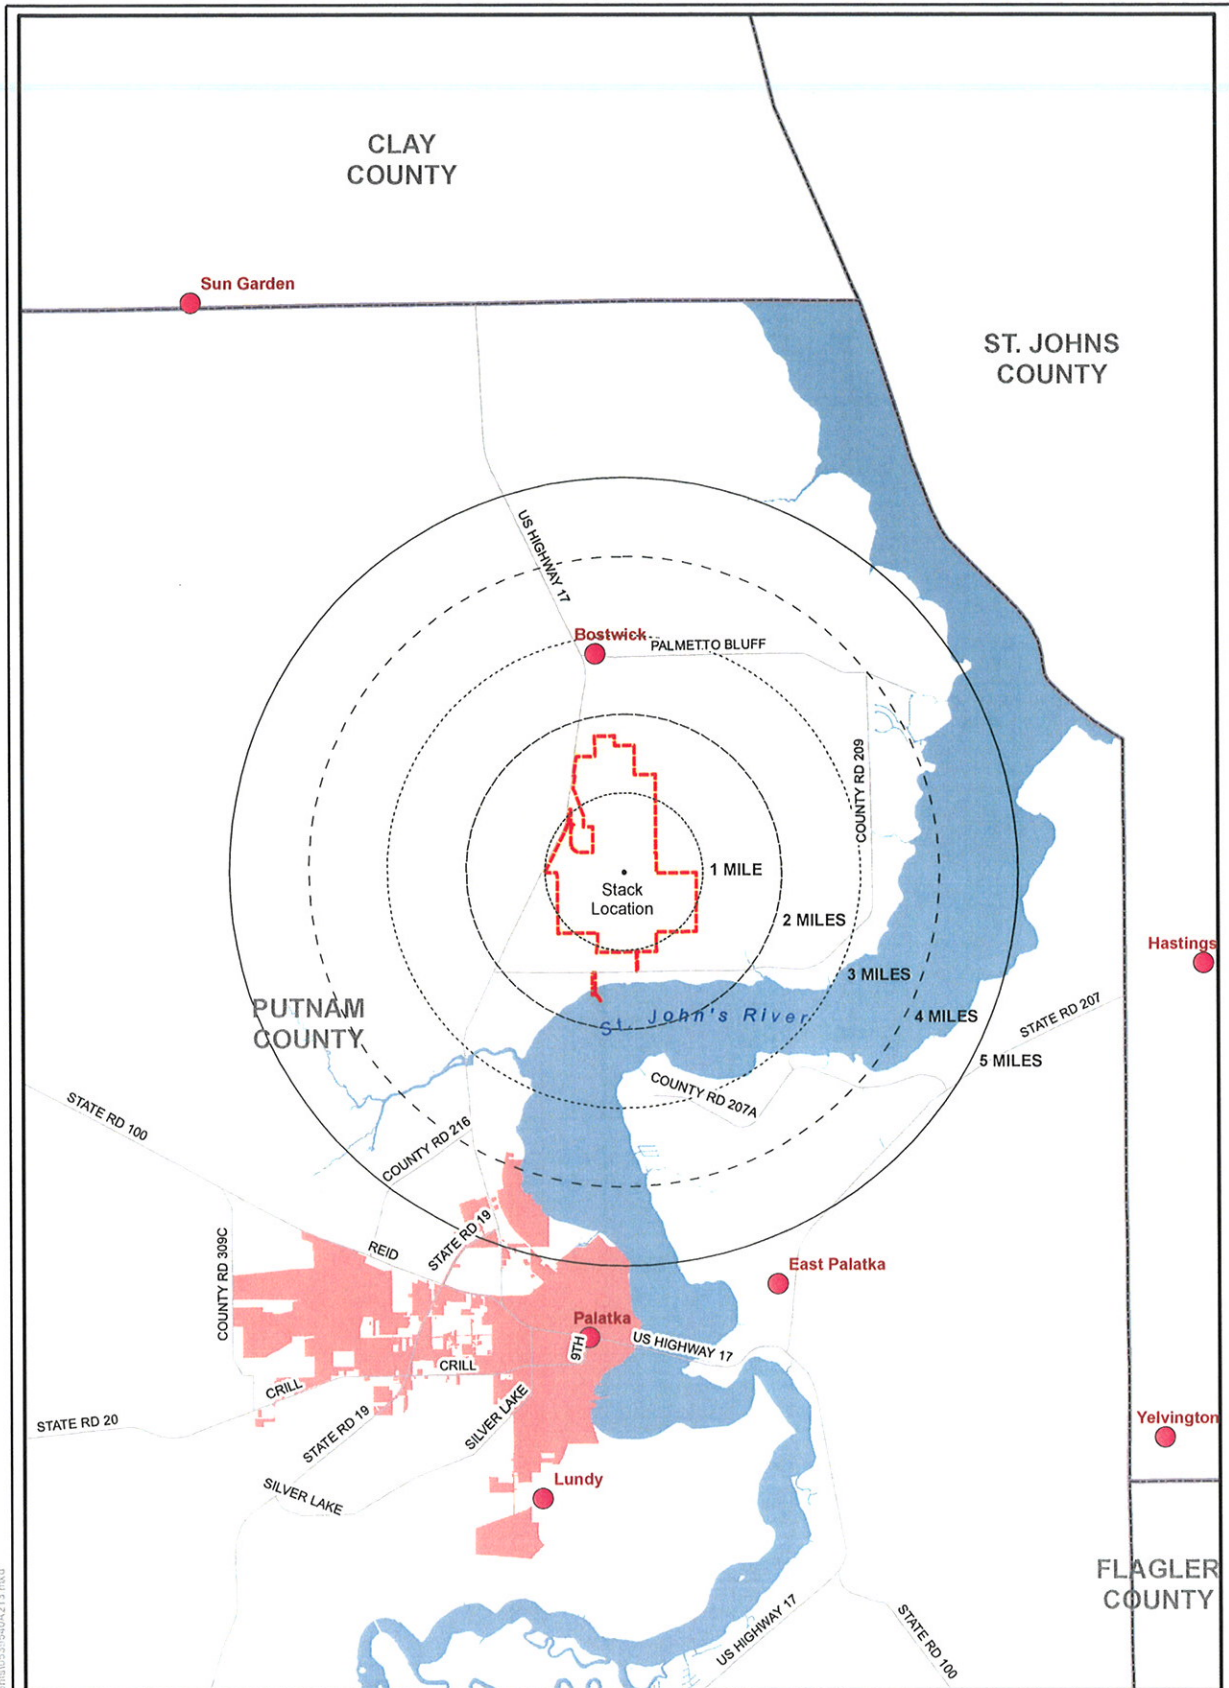 CLAY
COUNTY
Sun Garden
ST. JOHNS
COUNTY
US HIGHWAY 17
Bostwick
PALMETTO BLUFF
COUNTY RD 209
1 MILE
Stack
Location
2 MILES
Hastings
3 MILES
PUTNAM
COUNTY
St. John's River
4 MILES
STATE RD 207
5 MILES
COUNTY RD 207A
STATE RD 100
COUNTY RD 216
STATE RD 19
REID
COUNTY RD 309C
East Palatka
Palatka
9TH
US HIGHWAY 17
CRILL
CRILL
STATE RD 20
STATE RD 19
SILVER LAKE
Yelvington
Lundy
SILVER LAKE
FLAGLER
COUNTY
US HIGHWAY 17
STATE RD 100